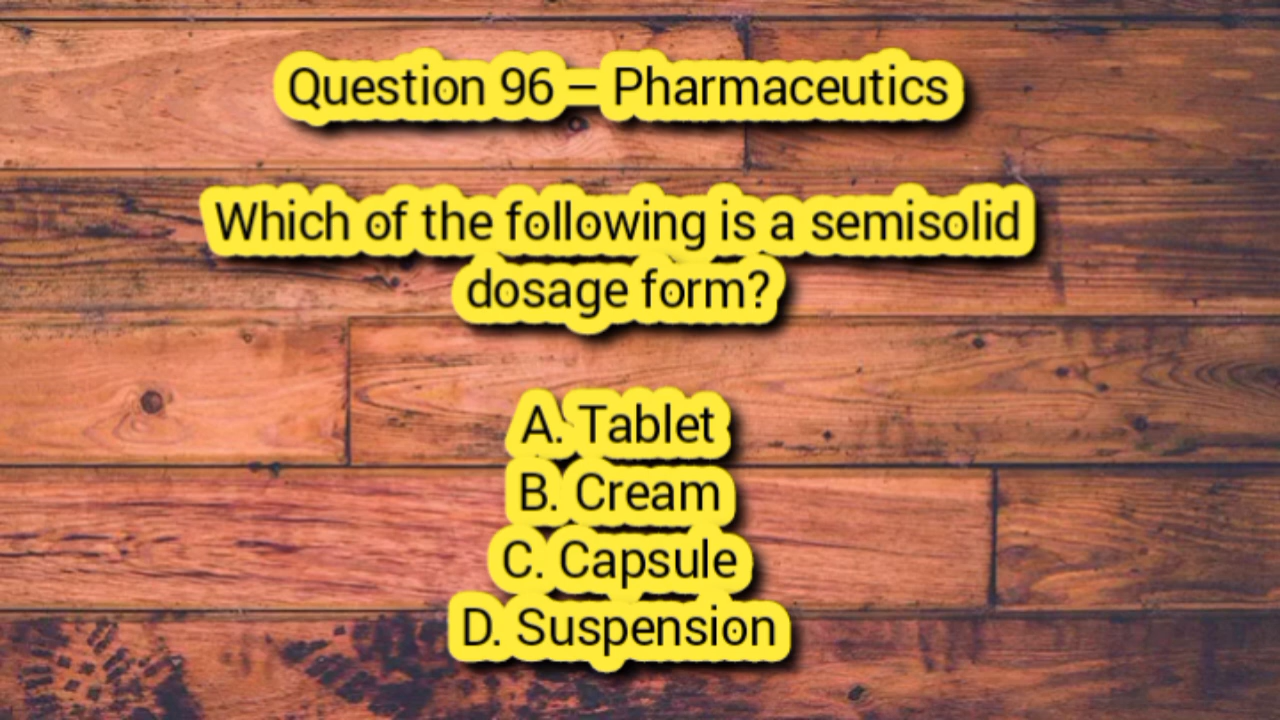 Question 96 – Pharmaceutics
Which of the following is a semisolid
dosage form?
A. Tablet
B. Cream
C. Capsule
D. Suspension